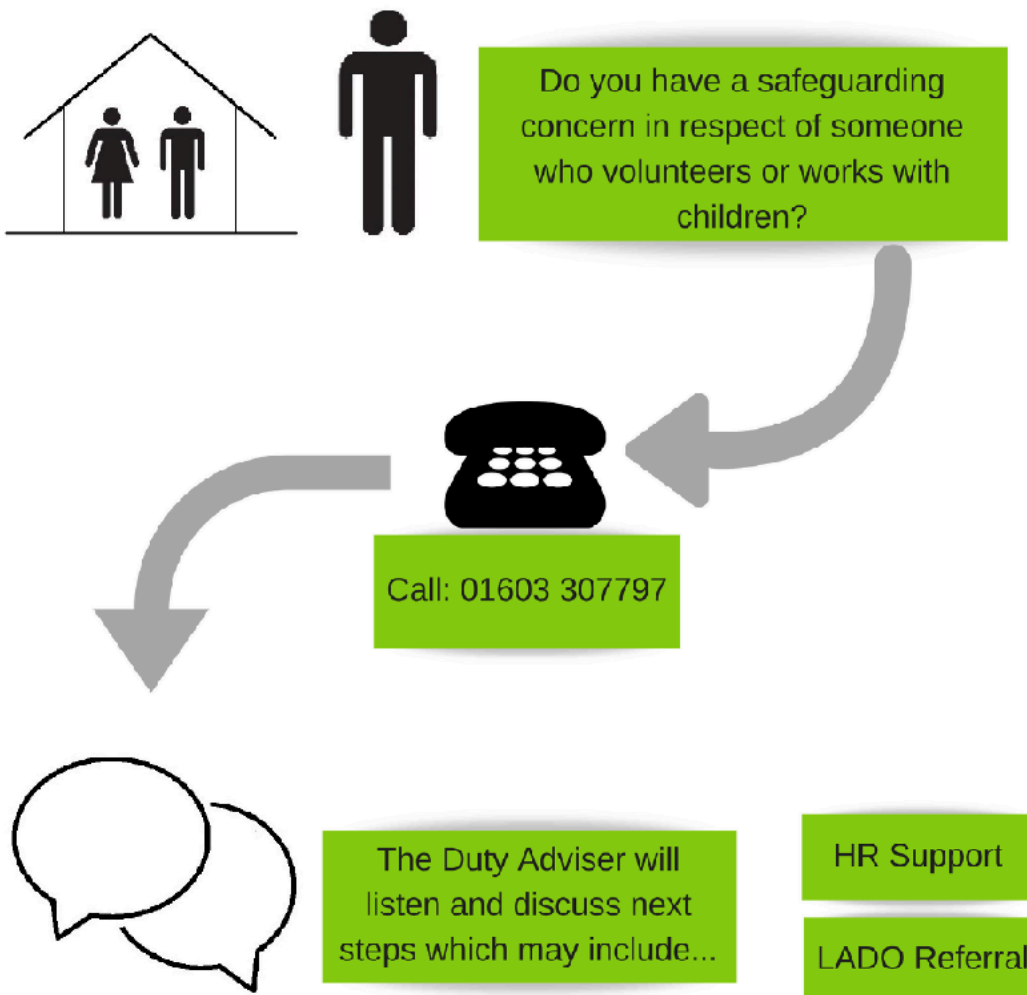 Do you have a safeguarding
concern in respect of someone
who volunteers or works with
children?
Call: 01603 307797
The Duty Adviser will
listen and discuss next
steps which may include...
HR Support
LADO Referral